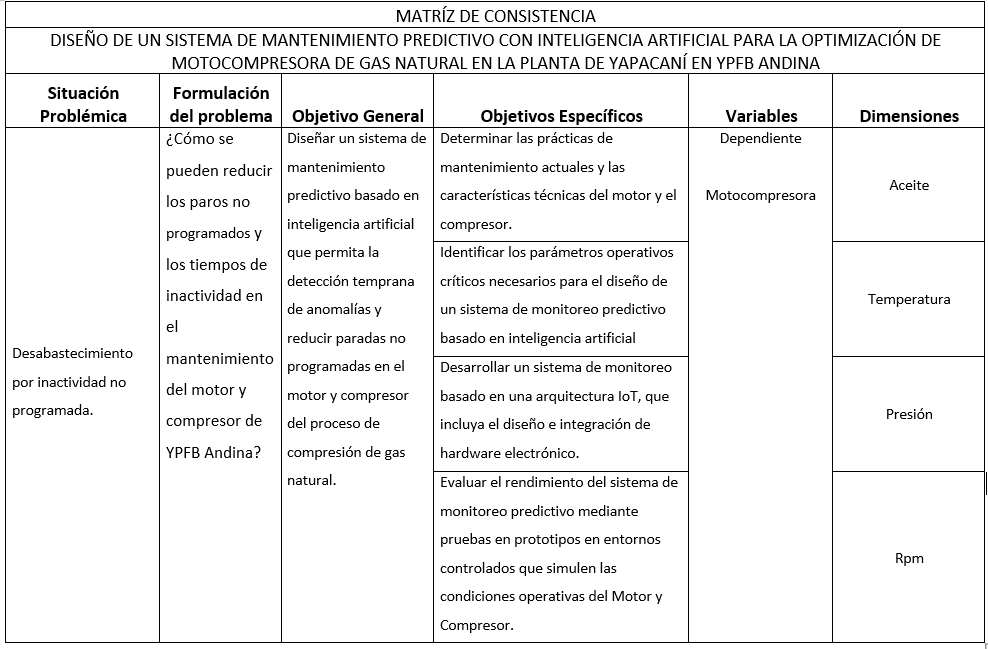 MATRÍZ DE CONSISTENCIA
DISEÑO DE UN SISTEMA DE MANTENIMIENTO PREDICTIVO CON INTELIGENCIA ARTIFICIAL PARA LA OPTIMIZACIÓN DE
MOTOCOMPRESORA DE GAS NATURAL EN LA PLANTA DE YAPACANÍ EN YPFB ANDINA
Situación
Problémica
Formulación
del problema
Objetivo General
Objetivos Específicos
Variables
Dimensiones
Desabastecimiento
por inactividad no
programada.
¿Cómo se
pueden reducir
los paros no
programados y
los tiempos de
inactividad en
el
mantenimiento
del motor y
compresor de
YPFB Andina?
Diseñar un sistema de
mantenimiento
predictivo basado en
inteligencia artificial
que permita la
detección temprana
de anomalías y
reducir paradas no
programadas en el
motor y compresor
del proceso de
compresión de gas
natural.
Determinar las prácticas de
mantenimiento actuales y las
características técnicas del motor y el
compresor.
Identificar los parámetros operativos
críticos necesarios para el diseño de
un sistema de monitoreo predictivo
basado en inteligencia artificial
Desarrollar un sistema de monitoreo
basado en una arquitectura IoT, que
incluya el diseño e integración de
hardware electrónico.
Evaluar el rendimiento del sistema de
monitoreo predictivo mediante
pruebas en prototipos en entornos
controlados que simulen las
condiciones operativas del Motor y
Compresor.
Dependiente
Motocompresora
Aceite
Temperatura
Presión
Rpm